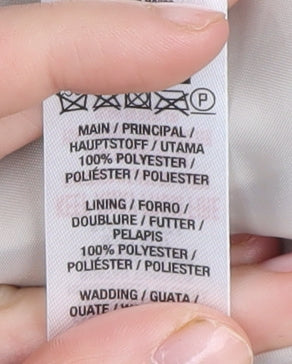 P
MAIN / PRINCIPAL /
HAUPTSTOFF / UTAMA
100% POLYESTER /
POLIÉSTER / POLIESTER
LINING / FORRO /
DOUBLURE / FUTTER /
PELAPIS
100% POLYESTER /
POLIÉSTER / POLIESTER
WADDING / GUATA /
OUATE /